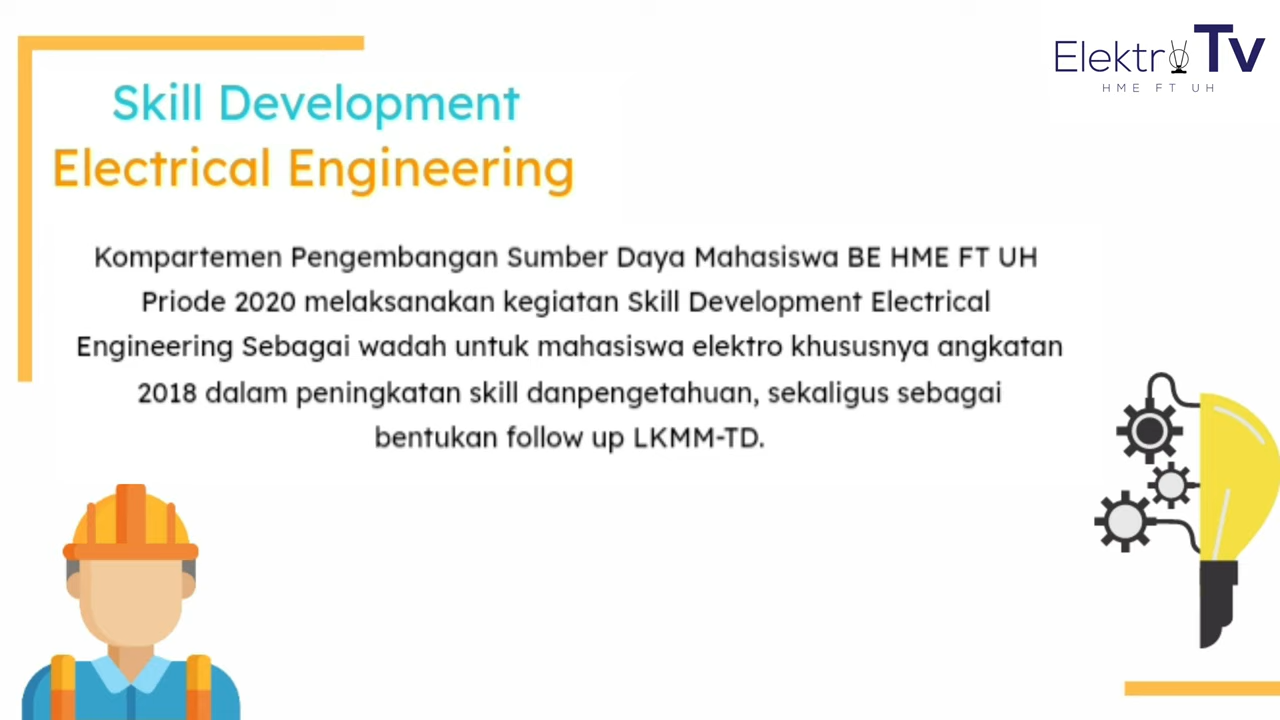 Elektro Tv
HME FT UH
Skill Development
Electrical Engineering
Kompartemen Pengembangan Sumber Daya Mahasiswa BE HME FT UH
Priode 2020 melaksanakan kegiatan Skill Development Electrical
Engineering Sebagai wadah untuk mahasiswa elektro khususnya angkatan
2018 dalam peningkatan skill danpengetahuan, sekaligus sebagai
bentukan follow up LKMM-TD.